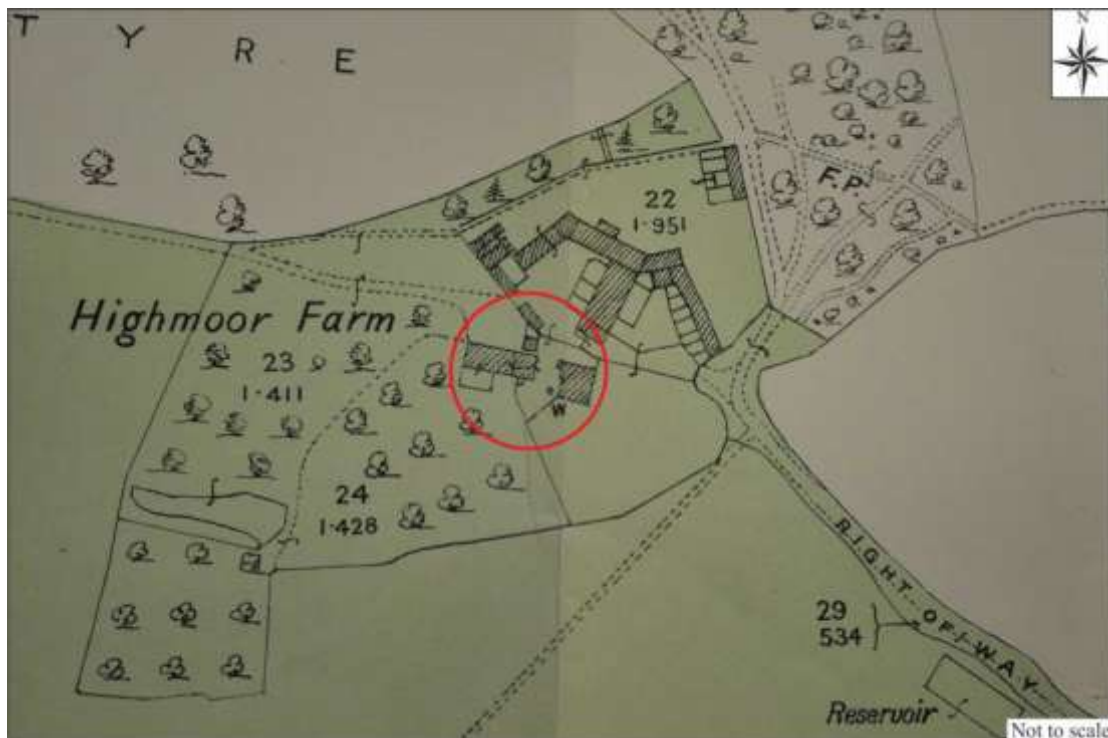 T Y R E
N
F.P.
22
1·951
Highmoor Farm
23
1·411
W
24
1·428
RIGHT OF WAY
29
534
Reservoir
Not to scale